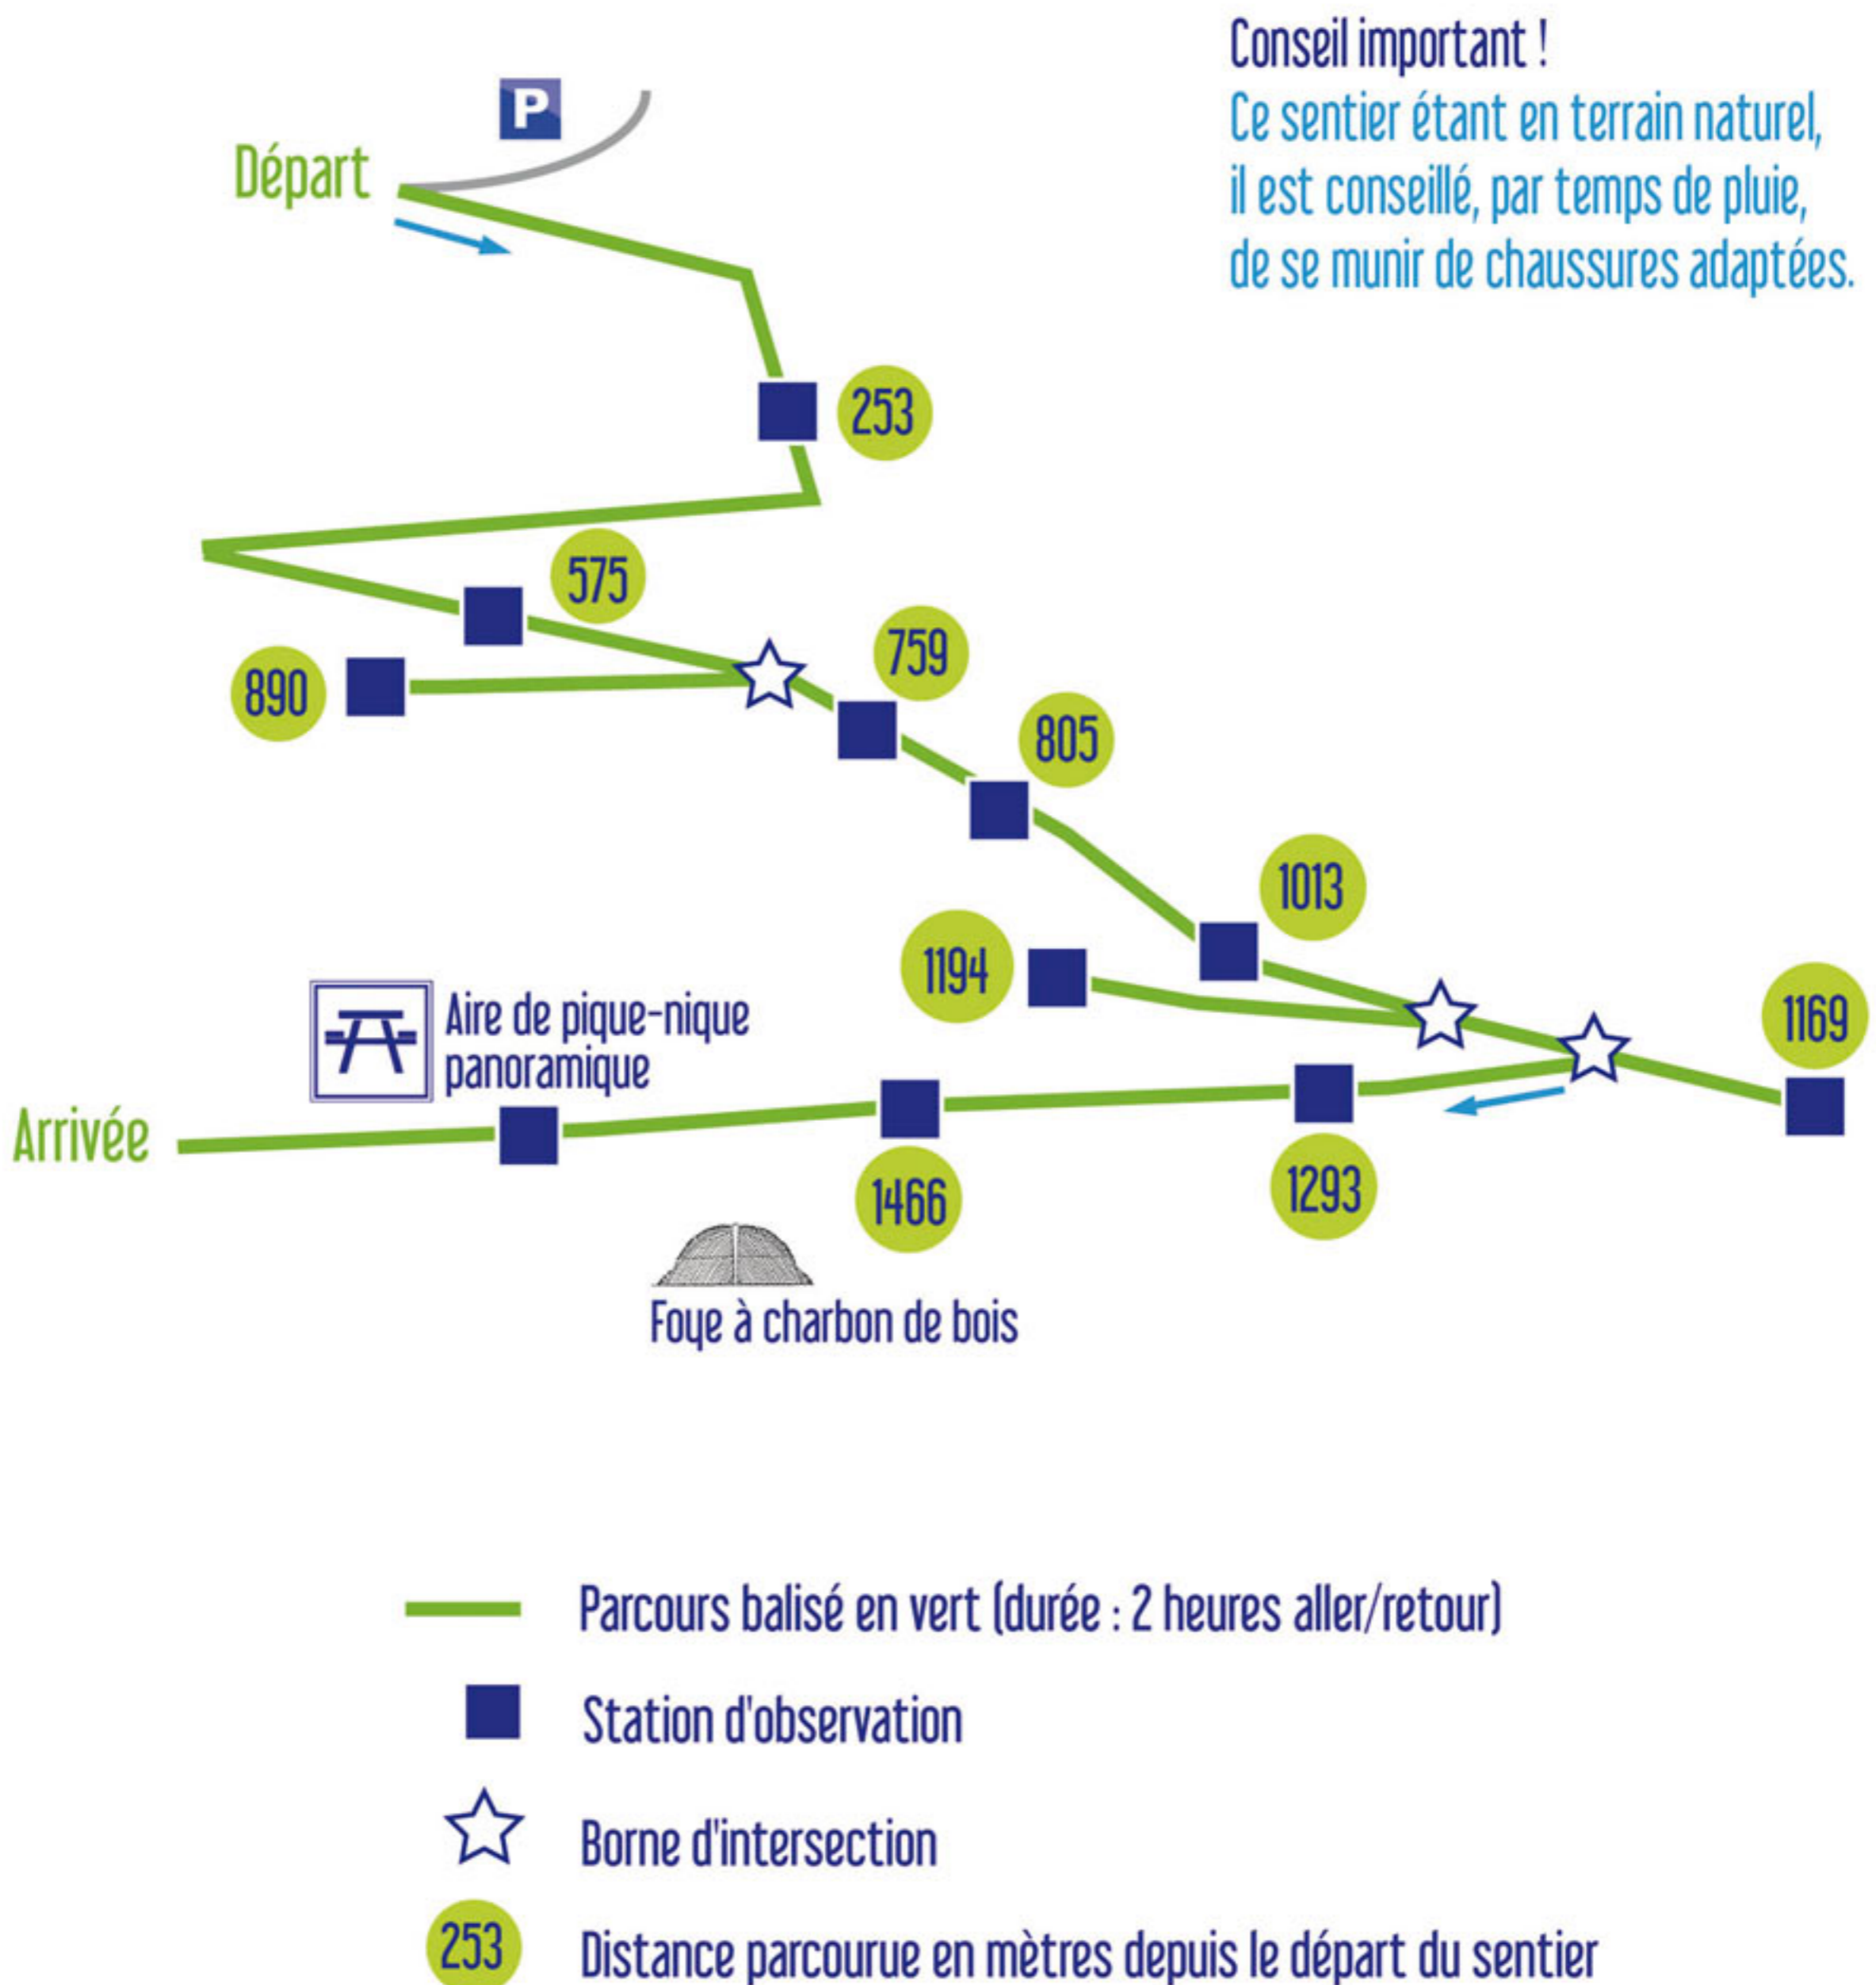 Conseil important !
Ce sentier étant en terrain naturel,
il est conseillé, par temps de pluie,
de se munir de chaussures adaptées.
P
Départ
253
575
759
890
805
1013
1194
1169
Aire de pique-nique
panoramique
Arrivée
1466
1293
Foye à charbon de bois
Parcours balisé en vert (durée : 2 heures aller/retour)
Station d'observation
Borne d'intersection
253
Distance parcourue en mètres depuis le départ du sentier